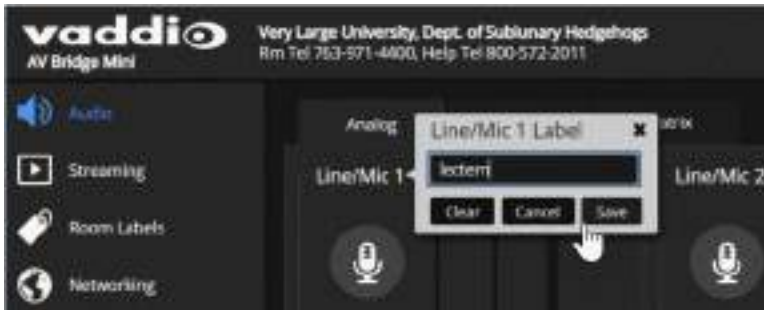 vaddio
AV Bridge Mini
Very Large University, Dept. of Sublunary Hedgehogs
Rm Tel 763-971-4400, Help Tel 800-572-2011
Audio
Streaming
Room Labels
Networking
Analog
atrix
Line/Mic 1 Label
Line/Mic 1
lectern
Clear
Cancel
Save
Line/Mic 2